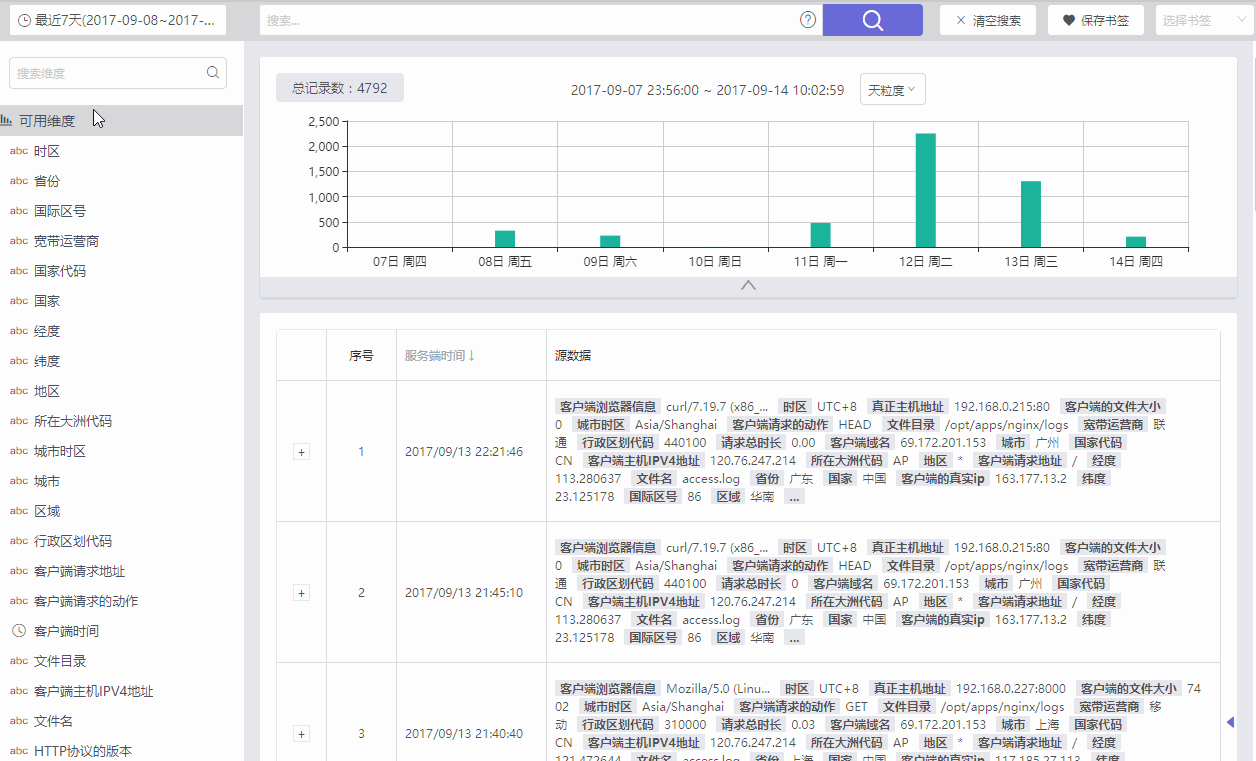 最近7天(2017-09-08~2017-...
搜索...
清空搜索
保存书签
选择书签
搜索维度
可用维度
abc 时区
abc 省份
abc 国际区号
abc 宽带运营商
abc 国家代码
abc 国家
abc 经度
abc 纬度
abc 地区
abc 所在大洲代码
abc 城市时区
abc 城市
abc 区域
abc 行政区划代码
abc 客户端请求地址
abc 客户端请求的动作
客户端时间
abc 文件目录
abc 客户端主机IPV4地址
abc 文件名
abc HTTP协议的版本
总记录数：4792
2017-09-07 23:56:00 ~ 2017-09-14 10:02:59
天粒度
2,500
2,000
1,500
1,000
500
0
07日 周四 08日 周五 09日 周六 10日 周日 11日 周一 12日 周二 13日 周三 14日 周四
序号 服务端时间↓ 源数据
+ 1 2017/09/13 22:21:46
客户端浏览器信息 curl/7.19.7 (x86_... 时区 UTC+8 真正主机地址 192.168.0.215:80 客户端的文件大小
0 城市时区 Asia/Shanghai 客户端请求的动作 HEAD 文件目录 /opt/apps/nginx/logs 宽带运营商 联
通 行政区划代码 440100 请求总时长 0.00 客户端域名 69.172.201.153 城市 广州 国家代码
CN 客户端主机IPV4地址 120.76.247.214 所在大洲代码 AP 地区 * 客户端请求地址 / 经度
113.280637 文件名 access.log 省份 广东 国家 中国 客户端的真实ip 163.177.13.2 纬度
23.125178 国际区号 86 区域 华南 ...
+ 2 2017/09/13 21:45:10
客户端浏览器信息 curl/7.19.7 (x86_... 时区 UTC+8 真正主机地址 192.168.0.215:80 客户端的文件大小
0 城市时区 Asia/Shanghai 客户端请求的动作 HEAD 文件目录 /opt/apps/nginx/logs 宽带运营商 联
通 行政区划代码 440100 请求总时长 0 客户端域名 69.172.201.153 城市 广州 国家代码
CN 客户端主机IPV4地址 120.76.247.214 所在大洲代码 AP 地区 * 客户端请求地址 / 经度
113.280637 文件名 access.log 省份 广东 国家 中国 客户端的真实ip 163.177.13.2 纬度
23.125178 国际区号 86 区域 华南 ...
+ 3 2017/09/13 21:40:40
客户端浏览器信息 Mozilla/5.0 (Linu... 时区 UTC+8 真正主机地址 192.168.0.227:8000 客户端的文件大小 74
02 城市时区 Asia/Shanghai 客户端请求的动作 GET 文件目录 /opt/apps/nginx/logs 宽带运营商 移
动 行政区划代码 310000 请求总时长 0.03 客户端域名 69.172.201.153 城市 上海 国家代码
CN 客户端主机IPV4地址 120.76.247.214 所在大洲代码 AP 地区 * 客户端请求地址 / 经度
121.472644 文件名 access.log 省份 上海 国家 中国 客户端的真实ip 117.185.27.113 纬度